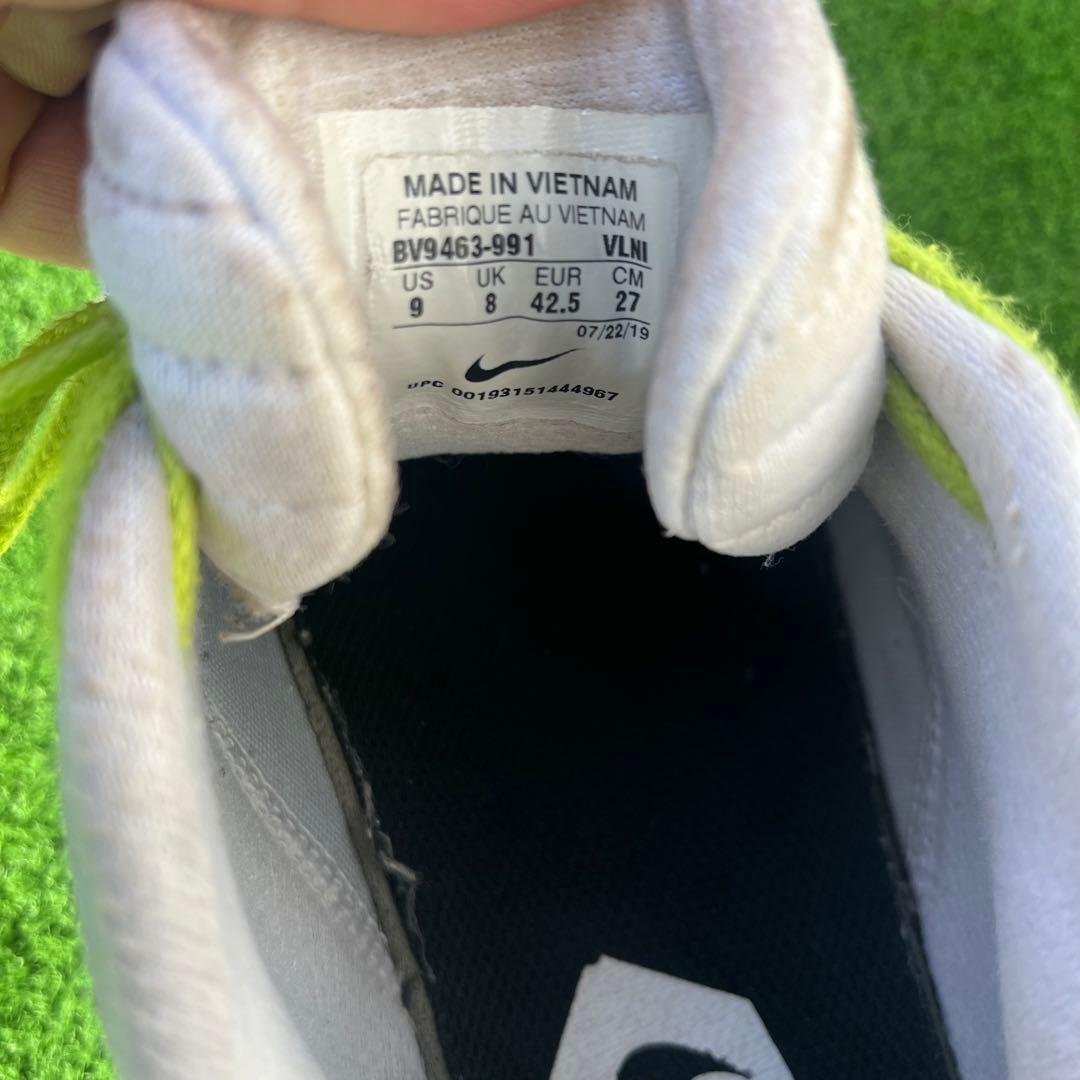 MADE IN VIETNAM
FABRIQUE AU VIETNAM
BV9463-991 VLNI
US UK EUR CM
9 8 42.5 27
07/22/19
UPC 00193151444967